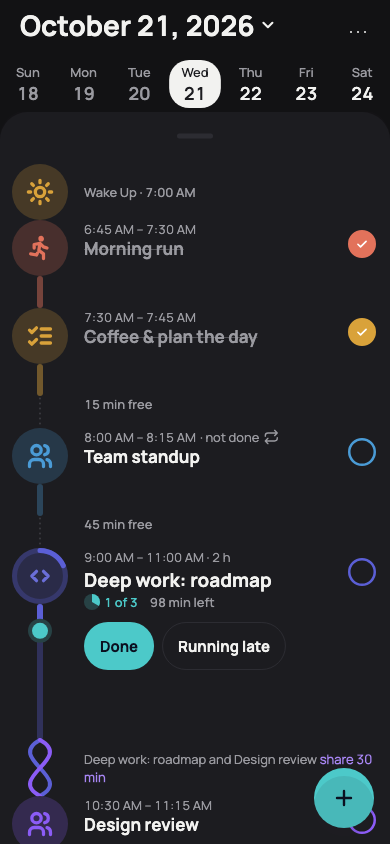 October 21, 2026
...
Sun Mon Tue Wed Thu Fri Sat
18 19 20 21 22 23 24
Wake Up · 7:00 AM
6:45 AM – 7:30 AM
Morning run
7:30 AM – 7:45 AM
Coffee & plan the day
15 min free
8:00 AM – 8:15 AM · not done
Team standup
45 min free
9:00 AM – 11:00 AM · 2 h
Deep work: roadmap
1 of 3 98 min left
Done Running late
Deep work: roadmap and Design review share 30
min
10:30 AM – 11:15 AM
Design review